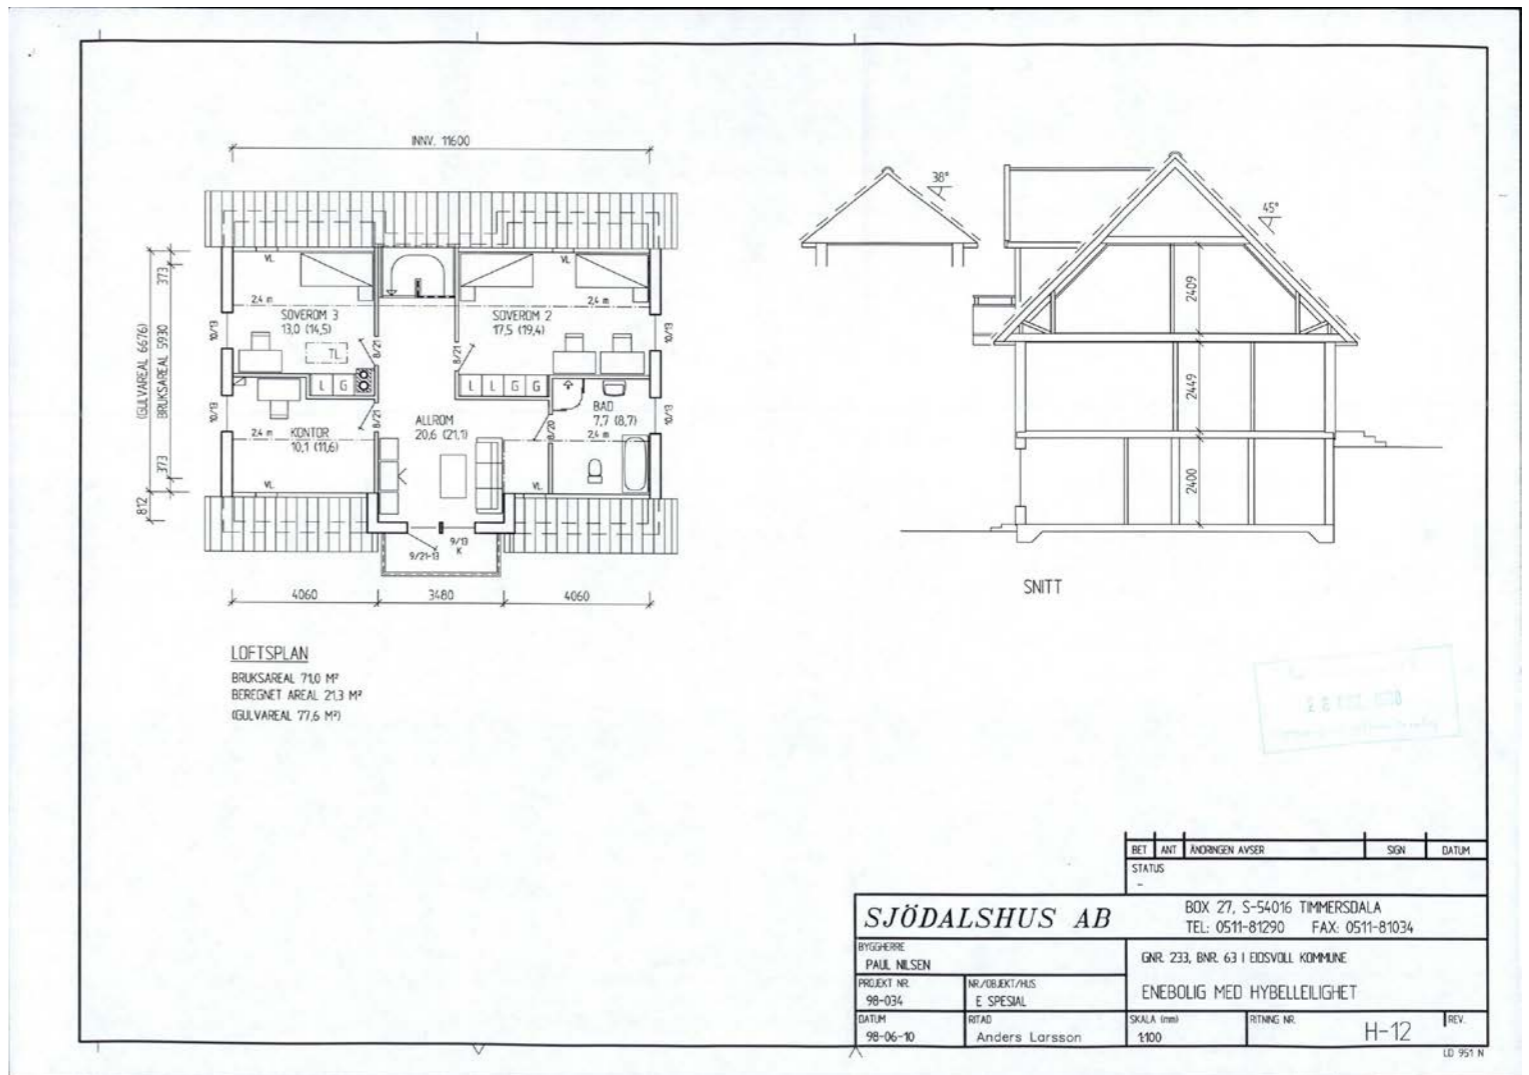 INNV. 11600
38°
45°
VL.
VL.
373
2,4 m
2,4 m
SOVEROM 3
13,0 (14,5)
SOVEROM 2
17,5 (19,4)
10/13
10/13
TL
8/21
8/21
(GULVAREAL 6676)
BRUKSAREAL 5930
L G
L L G G
BAD
7,7 (8,7)
2,4 m
10/13
10/13
8/21
8/20
ALLROM
20,6 (21,1)
2,4 m
KONTOR
10,1 (11,6)
373
VL.
VL.
812
9/21-13
9/13
K
4060
3480
4060
2409
2449
2400
SNITT
LOFTSPLAN
BRUKSAREAL 71,0 M²
BEREGNET AREAL 21,3 M²
(GULVAREAL 77,6 M²)
BET ANT ÄNDRINGEN AVSER SIGN DATUM
STATUS
-
SJÖDALSHUS AB
BOX 27, S-54016 TIMMERSDALA
TEL: 0511-81290 FAX: 0511-81034
BYGGHERRE
PAUL NILSEN
GNR. 233, BNR. 63 I EIDSVOLL KOMMUNE
PROJEKT NR.
98-034
NR/OBJEKT/HUS
E SPESIAL
ENEBOLIG MED HYBELLEILIGHET
DATUM
98-06-10
RITAD
Anders Larsson
SKALA (mm)
1:100
RITNING NR.
H-12
REV.
LD 951 N